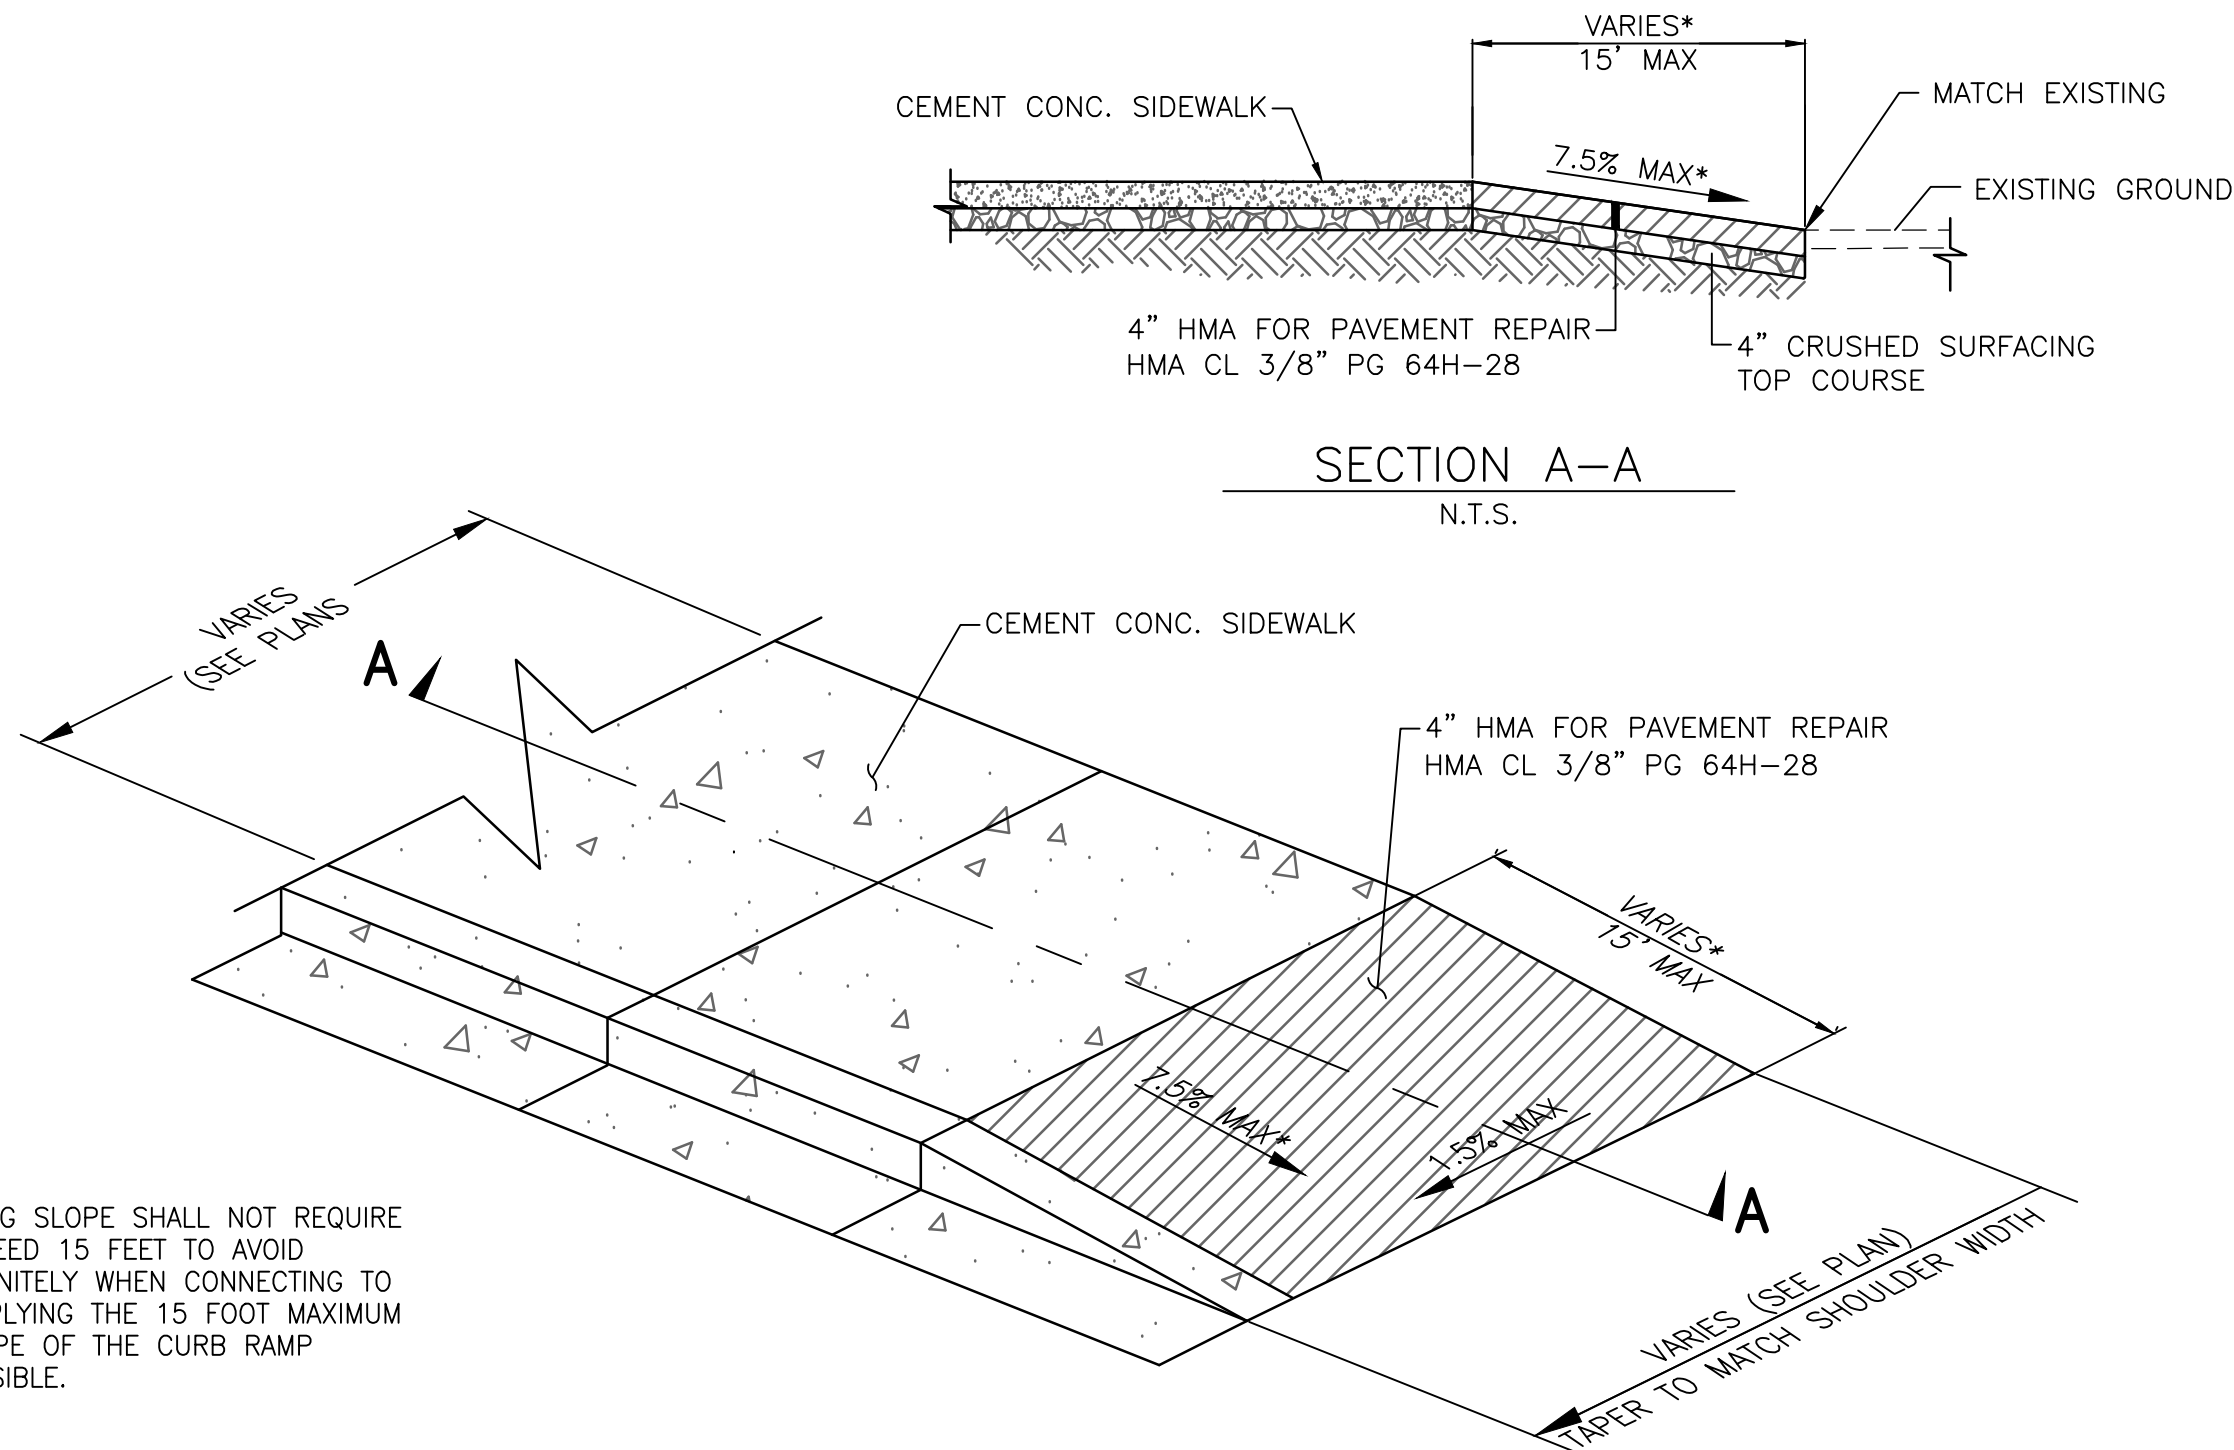 VARIES*
15' MAX
CEMENT CONC. SIDEWALK
MATCH EXISTING
7.5% MAX*
EXISTING GROUND
4" HMA FOR PAVEMENT REPAIR
HMA CL 3/8" PG 64H-28
4" CRUSHED SURFACING
TOP COURSE
SECTION A-A
N.T.S.
VARIES
(SEE PLANS
A
CEMENT CONC. SIDEWALK
4" HMA FOR PAVEMENT REPAIR
HMA CL 3/8" PG 64H-28
VARIES*
15' MAX
7.5% MAX*
1.5% MAX
A
VARIES (SEE PLAN)
TAPER TO MATCH SHOULDER WIDTH
G SLOPE SHALL NOT REQUIRE
EED 15 FEET TO AVOID
NITELY WHEN CONNECTING TO
PLYING THE 15 FOOT MAXIMUM
PE OF THE CURB RAMP
SIBLE.